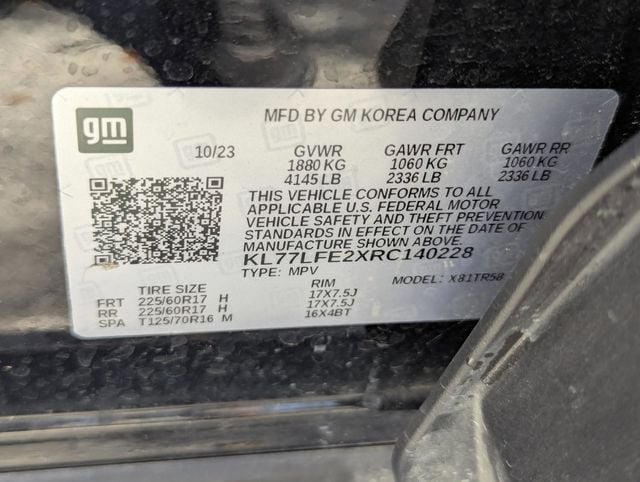 gm
MFD BY GM KOREA COMPANY
10/23 GVWR GAWR FRT GAWR RR
1880 KG 1060 KG 1060 KG
4145 LB 2336 LB 2336 LB
THIS VEHICLE CONFORMS TO ALL
APPLICABLE U.S. FEDERAL MOTOR
VEHICLE SAFETY AND THEFT PREVENTION
STANDARDS IN EFFECT ON THE DATE OF
MANUFACTURE SHOWN ABOVE.
KL77LFE2XRC140228
TYPE: MPV MODEL: X81TR58
TIRE SIZE RIM
FRT 225/60R17 H 17X7.5J
RR 225/60R17 H 17X7.5J
SPA T125/70R16 M 16X4BT